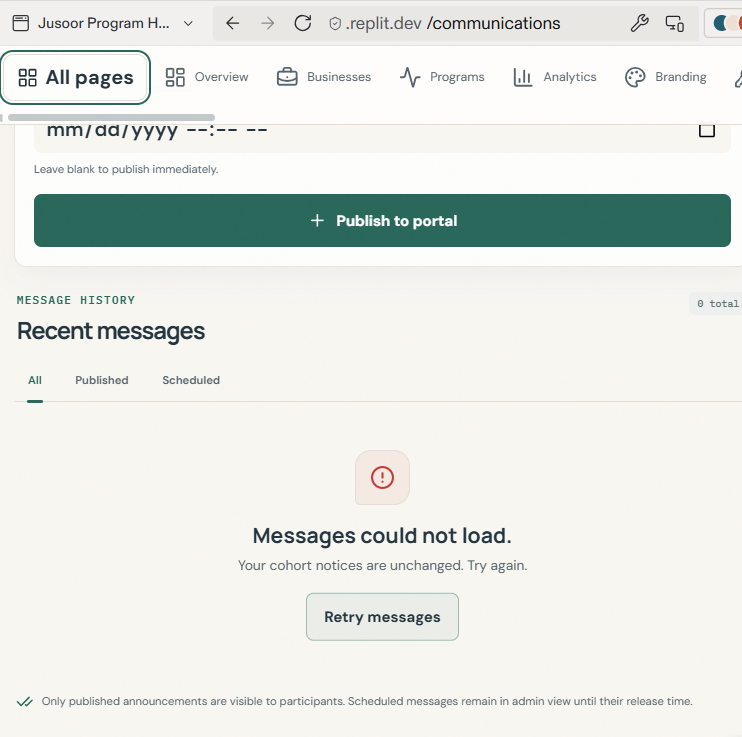 Jusoor Program H...
.replit.dev /communications
All pages
Overview
Businesses
Programs
Analytics
Branding
mm/dd/yyyy --:-- --
Leave blank to publish immediately.
+ Publish to portal
MESSAGE HISTORY
0 total
Recent messages
All
Published
Scheduled
Messages could not load.
Your cohort notices are unchanged. Try again.
Retry messages
Only published announcements are visible to participants. Scheduled messages remain in admin view until their release time.